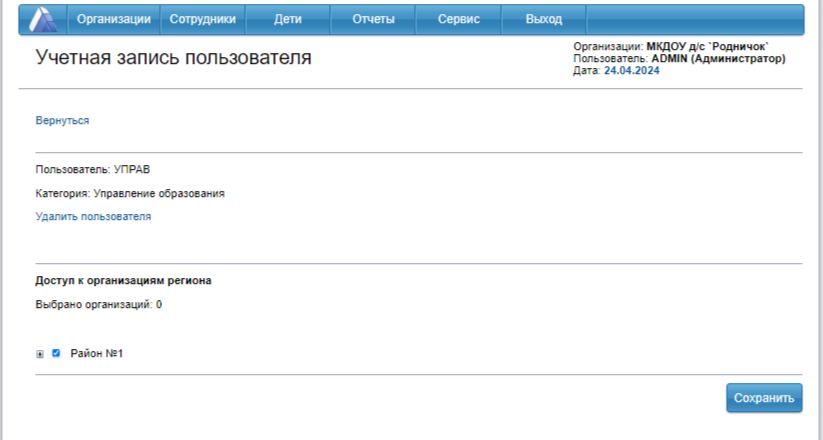 Организации Сотрудники Дети Отчеты Сервис Выход
Учетная запись пользователя
Организации: МКДОУ д/с `Родничок`
Пользователь: ADMIN (Администратор)
Дата: 24.04.2024
Вернуться
Пользователь: УПРАВ
Категория: Управление образования
Удалить пользователя
Доступ к организациям региона
Выбрано организаций: 0
Район №1
Сохранить